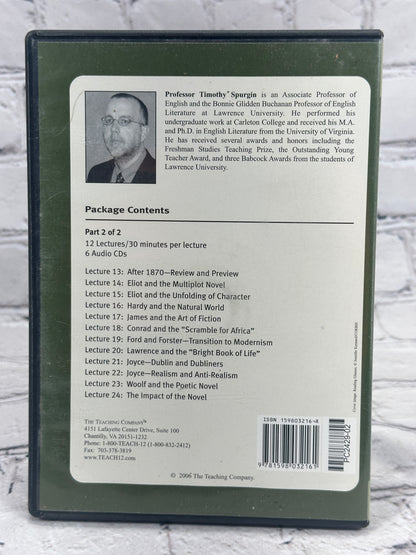 Professor Timothy Spurgin is an Associate Professor of
English and the Bonnie Glidden Buchanan Professor of English
Literature at Lawrence University. He performed his
undergraduate work at Carleton College and received his M.A.
and Ph.D. in English Literature from the University of Virginia.
He has received several awards and honors including the
Freshman Studies Teaching Prize, the Outstanding Young
Teacher Award, and three Babcock Awards from the students of
Lawrence University.
Package Contents
Part 2 of 2
12 Lectures/30 minutes per lecture
6 Audio CDs
Lecture 13: After 1870—Review and Preview
Lecture 14: Eliot and the Multiplot Novel
Lecture 15: Eliot and the Unfolding of Character
Lecture 16: Hardy and the Natural World
Lecture 17: James and the Art of Fiction
Lecture 18: Conrad and the "Scramble for Africa"
Lecture 19: Ford and Forster—Transition to Modernism
Lecture 20: Lawrence and the "Bright Book of Life"
Lecture 21: Joyce—Dublin and Dubliners
Lecture 22: Joyce—Realism and Anti-Realism
Lecture 23: Woolf and the Poetic Novel
Lecture 24: The Impact of the Novel
THE TEACHING COMPANY®
4151 Lafayette Center Drive, Suite 100
Chantilly, VA 20151-1232
Phone: 1-800-TEACH-12 (1-800-832-2412)
Fax: 703-378-3819
www.TEACH12.com
ISBN 159803216-X
9 781598 032161
PC2429-02
© 2006 The Teaching Company.